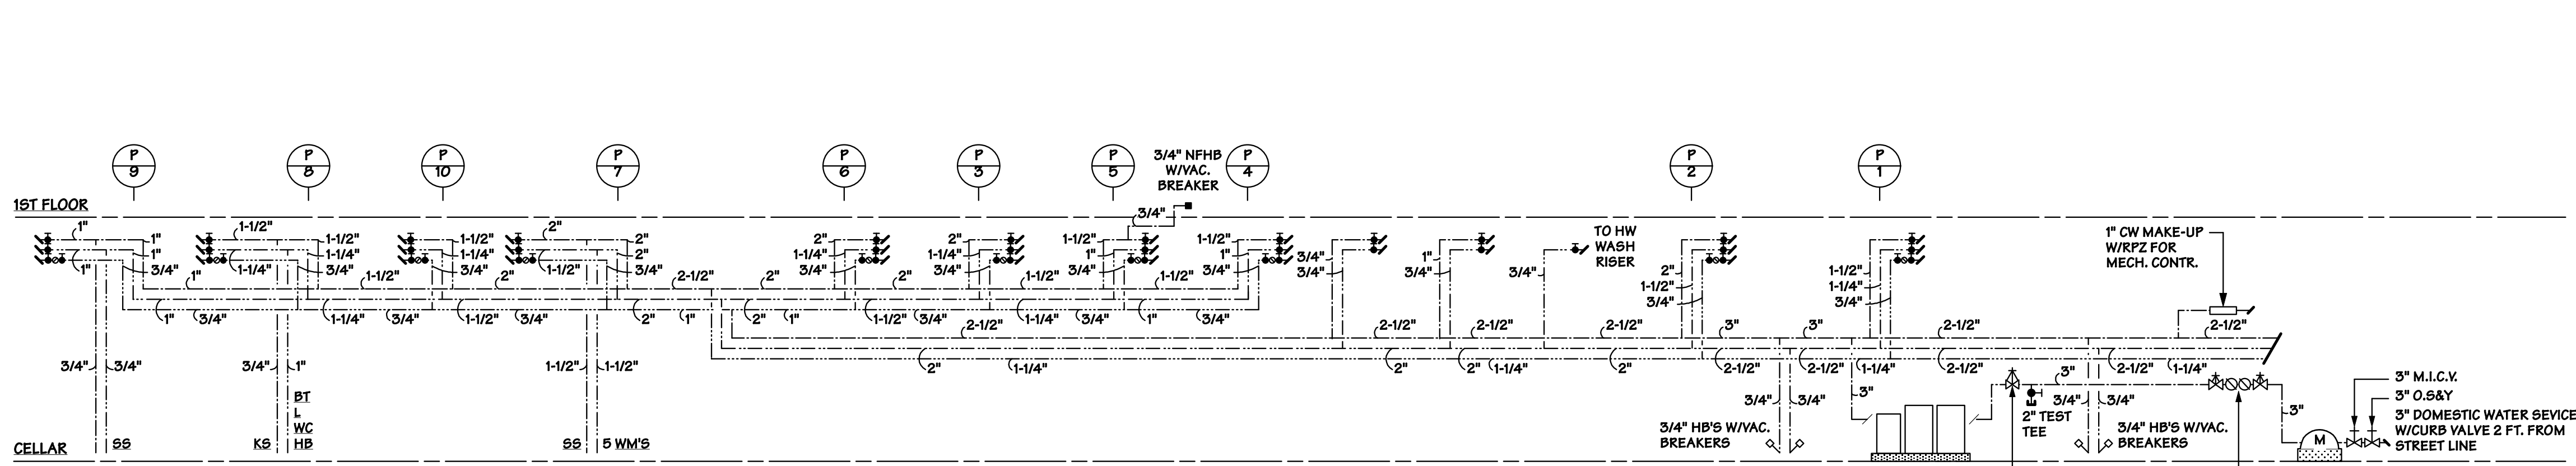 P
9
P
8
P
10
P
7
P
6
P
3
P
5
3/4" NFHB
W/VAC.
BREAKER
P
4
P
2
P
1
1ST FLOOR
3/4"
1"
1"
1"
3/4"
1"
1-1/2"
1-1/2"
1-1/4"
3/4"
1-1/4"
1-1/2"
1-1/4"
3/4"
2"
2"
2"
3/4"
1-1/2"
2"
1-1/4"
3/4"
2"
1-1/4"
3/4"
1-1/2"
1"
3/4"
1-1/2"
1"
3/4"
3/4"
3/4"
1"
3/4"
3/4"
TO HW
WASH
RISER
2"
1-1/2"
3/4"
1-1/2"
1-1/4"
3/4"
1" CW MAKE-UP
W/RPZ FOR
MECH. CONTR.
1"
1-1/2"
2"
2-1/2"
2"
2"
1-1/2"
1-1/2"
1"
3/4"
1-1/4"
3/4"
1-1/2"
3/4"
2"
1"
2"
1"
1-1/2"
3/4"
1-1/4"
3/4"
1"
3/4"
2-1/2"
2-1/2"
2-1/2"
2-1/2"
3"
3"
2-1/2"
2-1/2"
2"
1-1/4"
2"
2"
1-1/4"
2"
2-1/2"
2-1/2"
1-1/4"
2-1/2"
2-1/2"
1-1/4"
3/4"
3/4"
3/4"
1"
1-1/2"
1-1/2"
BT
L
WC
HB
CELLAR
SS
KS
SS
5 WM'S
3/4"
3/4"
3/4" HB'S W/VAC.
BREAKERS
3"
3"
2" TEST
TEE
3/4"
3/4"
3/4" HB'S W/VAC.
BREAKERS
3"
M
3" M.I.C.V.
3" O.S&Y
3" DOMESTIC WATER SEVICE
W/CURB VALVE 2 FT. FROM
STREET LINE